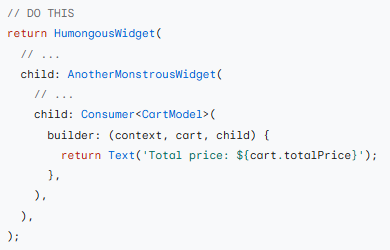 // DO THIS
return HumongousWidget(
  // ...
  child: AnotherMonstrousWidget(
    // ...
    child: Consumer<CartModel>(
      builder: (context, cart, child) {
        return Text('Total price: ${cart.totalPrice}');
      },
    ),
  ),
);